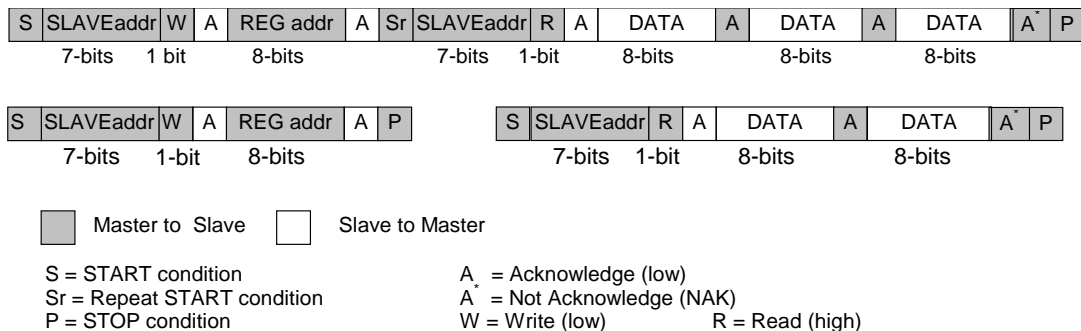 S SLAVEaddr W A REG addr A Sr SLAVEaddr R A DATA A DATA A DATA A* P
7-bits 1 bit 8-bits 7-bits 1-bit 8-bits 8-bits 8-bits
S SLAVEaddr W A REG addr A P
7-bits 1-bit 8-bits
S SLAVEaddr R A DATA A DATA A* P
7-bits 1-bit 8-bits 8-bits
Master to Slave Slave to Master
S = START condition
Sr = Repeat START condition
P = STOP condition
A = Acknowledge (low)
A* = Not Acknowledge (NAK)
W = Write (low) R = Read (high)